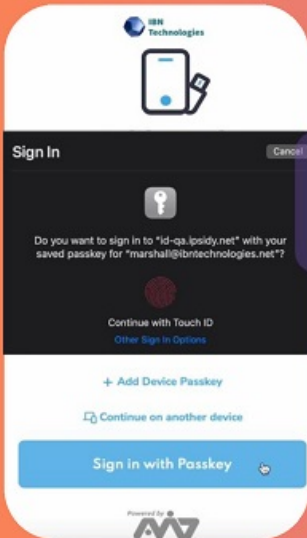 IBN
Technologies
Sign In
Cancel
Do you want to sign in to "id-qa.ipsidy.net" with your
saved passkey for "marshall@ibntechnologies.net"?
Continue with Touch ID
Other Sign In Options
+ Add Device Passkey
Continue on another device
Sign in with Passkey
Powered by